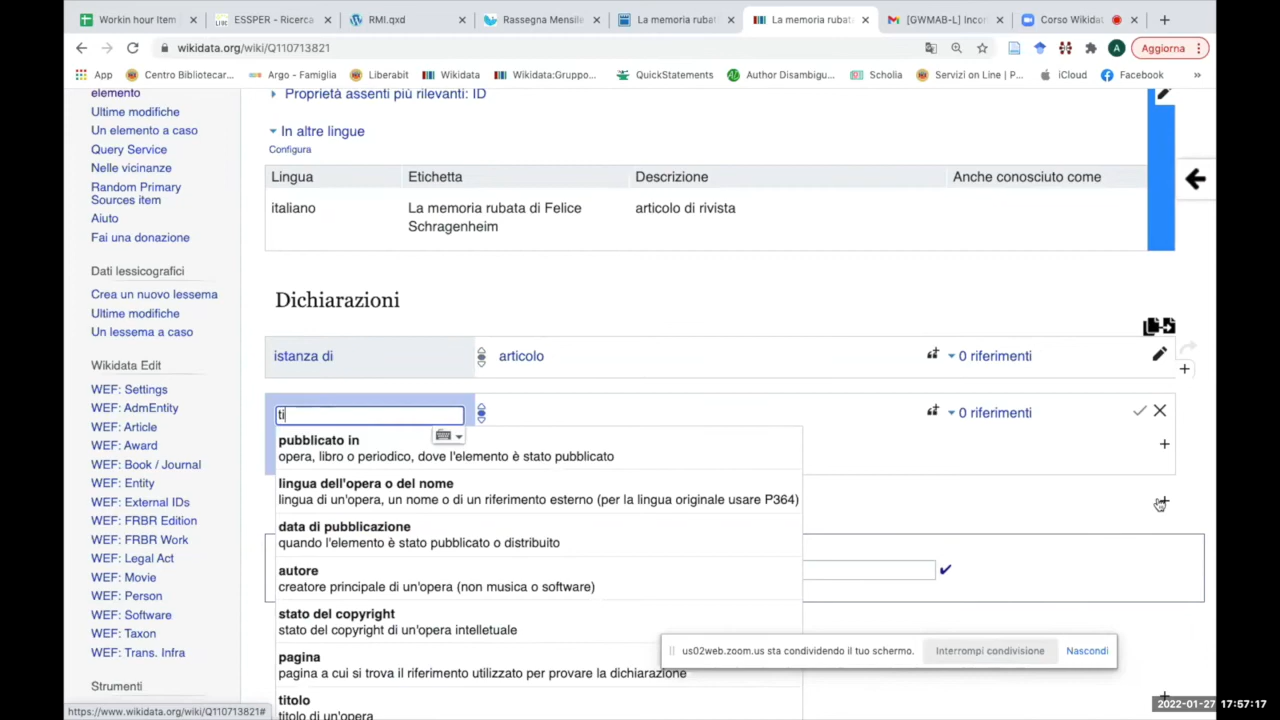 Workin hour Item
ESSPER - Ricerca
RMI.qxd
Rassegna Mensile
La memoria rubat
La memoria rubat
[GWMAB-L] Incor
Corso Wikidat
wikidata.org/wiki/Q110713821
A
Aggiorna
App
Centro Bibliotecar...
Argo - Famiglia
Liberabit
Wikidata
Wikidata:Gruppo...
QuickStatements
Author Disambigu...
Scholia
Servizi on Line | P...
iCloud
Facebook
»
elemento
Ultime modifiche
Un elemento a caso
Query Service
Nelle vicinanze
Random Primary
Sources item
Aiuto
Fai una donazione
Dati lessicografici
Crea un nuovo lessema
Ultime modifiche
Un lessema a caso
Wikidata Edit
WEF: Settings
WEF: AdmEntity
WEF: Article
WEF: Award
WEF: Book / Journal
WEF: Entity
WEF: External IDs
WEF: FRBR Edition
WEF: FRBR Work
WEF: Legal Act
WEF: Movie
WEF: Person
WEF: Software
WEF: Taxon
WEF: Trans. Infra
Strumenti
Proprietà assenti più rilevanti: ID
In altre lingue
Configura
Lingua Etichetta Descrizione Anche conosciuto come
italiano La memoria rubata di Felice articolo di rivista
Schragenheim
Dichiarazioni
istanza di articolo 0 riferimenti
ti 0 riferimenti
pubblicato in
opera, libro o periodico, dove l'elemento è stato pubblicato
lingua dell'opera o del nome
lingua di un'opera, un nome o di un riferimento esterno (per la lingua originale usare P364)
data di pubblicazione
quando l'elemento è stato pubblicato o distribuito
autore
creatore principale di un'opera (non musica o software)
stato del copyright
stato del copyright di un'opera intelletuale
pagina
pagina a cui si trova il riferimento utilizzato per provare la dichiarazione
titolo
titolo di un'opera
us02web.zoom.us sta condividendo il tuo schermo.
Interrompi condivisione
Nascondi
https://www.wikidata.org/wiki/Q110713821#
2022-01-27 17:57:17